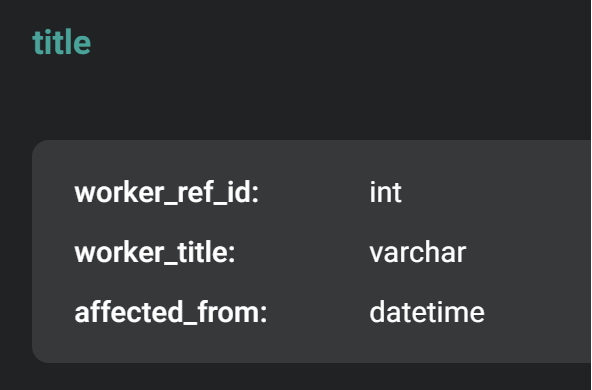 title
worker_ref_id: int
worker_title: varchar
affected_from: datetime